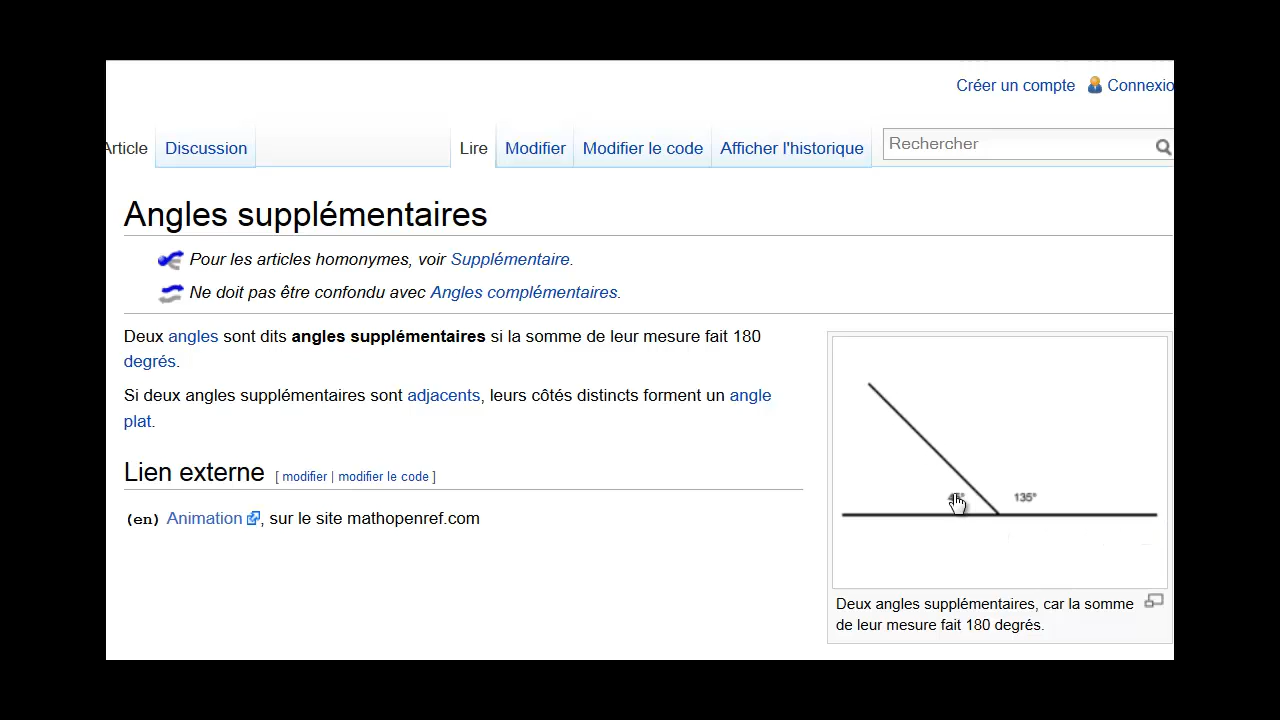 Créer un compte Connexio
Article Discussion Lire Modifier Modifier le code Afficher l'historique Rechercher
Angles supplémentaires
Pour les articles homonymes, voir Supplémentaire.
Ne doit pas être confondu avec Angles complémentaires.
Deux angles sont dits angles supplémentaires si la somme de leur mesure fait 180
degrés.
Si deux angles supplémentaires sont adjacents, leurs côtés distincts forment un angle
plat.
Lien externe [ modifier | modifier le code ]
(en) Animation, sur le site mathopenref.com
135°
Deux angles supplémentaires, car la somme
de leur mesure fait 180 degrés.